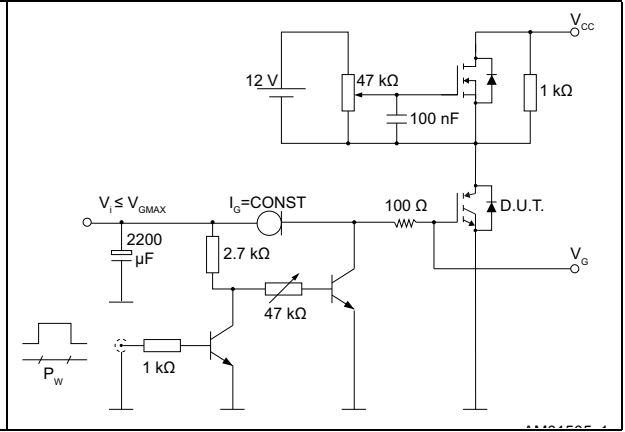 V_CC
12 V
47 kΩ
1 kΩ
100 nF
V_i ≤ V_GMAX
I_G=CONST
100 Ω
D.U.T.
2200
μF
2.7 kΩ
V_G
47 kΩ
1 kΩ
P_W